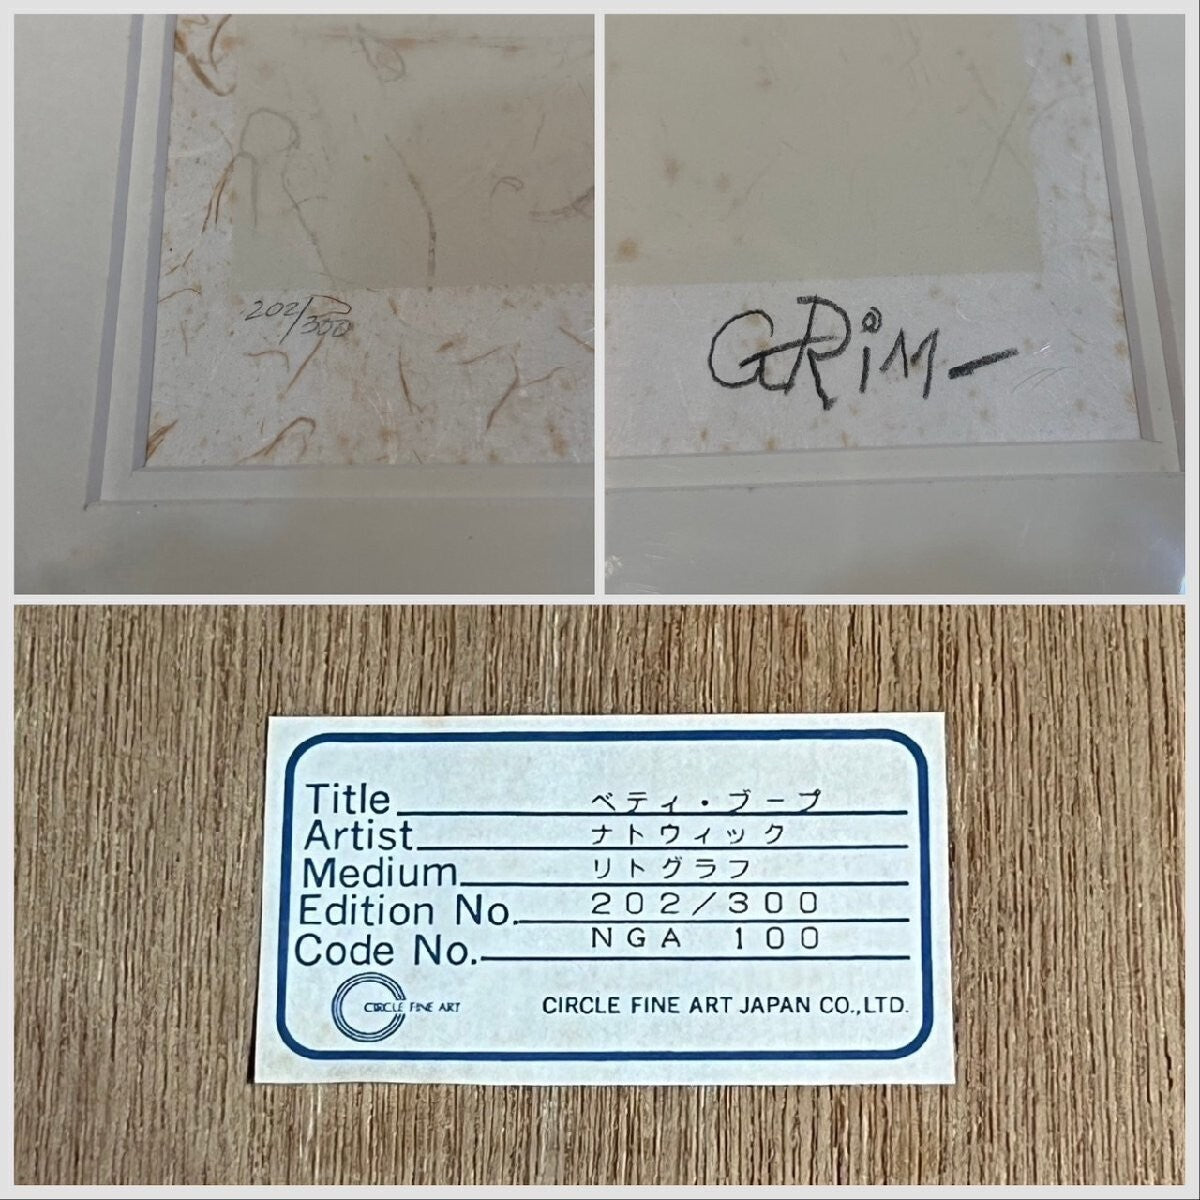 202/300
GRiM-
Title ベティ・ブープ
Artist ナトウィック
Medium リトグラフ
Edition No. 202/300
Code No. NGA 100
CIRCLE FINE ART
CIRCLE FINE ART JAPAN CO.,LTD.